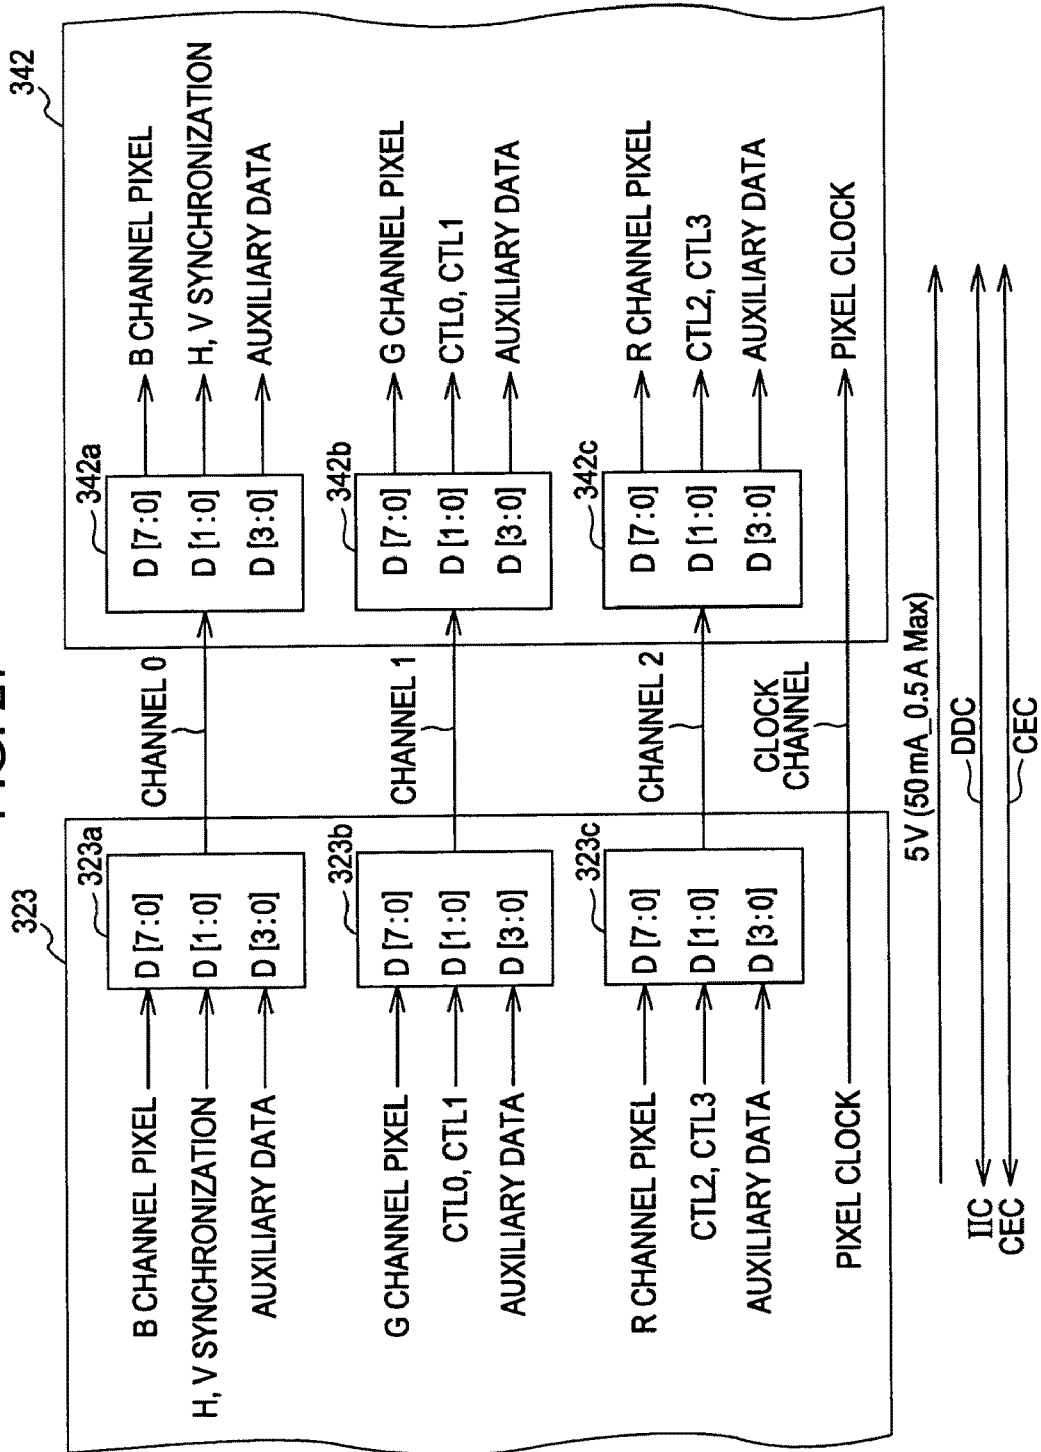 323
323a
B CHANNEL PIXEL
D [7:0]
H, V SYNCHRONIZATION
D [1:0]
AUXILIARY DATA
D [3:0]
323b
G CHANNEL PIXEL
D [7:0]
CTL0, CTL1
D [1:0]
AUXILIARY DATA
D [3:0]
323c
R CHANNEL PIXEL
D [7:0]
CTL2, CTL3
D [1:0]
AUXILIARY DATA
D [3:0]
PIXEL CLOCK
CHANNEL 0
CHANNEL 1
CHANNEL 2
CLOCK
CHANNEL
342
342a
D [7:0]
B CHANNEL PIXEL
D [1:0]
H, V SYNCHRONIZATION
D [3:0]
AUXILIARY DATA
342b
D [7:0]
G CHANNEL PIXEL
D [1:0]
CTL0, CTL1
D [3:0]
AUXILIARY DATA
342c
D [7:0]
R CHANNEL PIXEL
D [1:0]
CTL2, CTL3
D [3:0]
AUXILIARY DATA
PIXEL CLOCK
5V (50mA_0.5A Max)
IIC
DDC
CEC
CEC